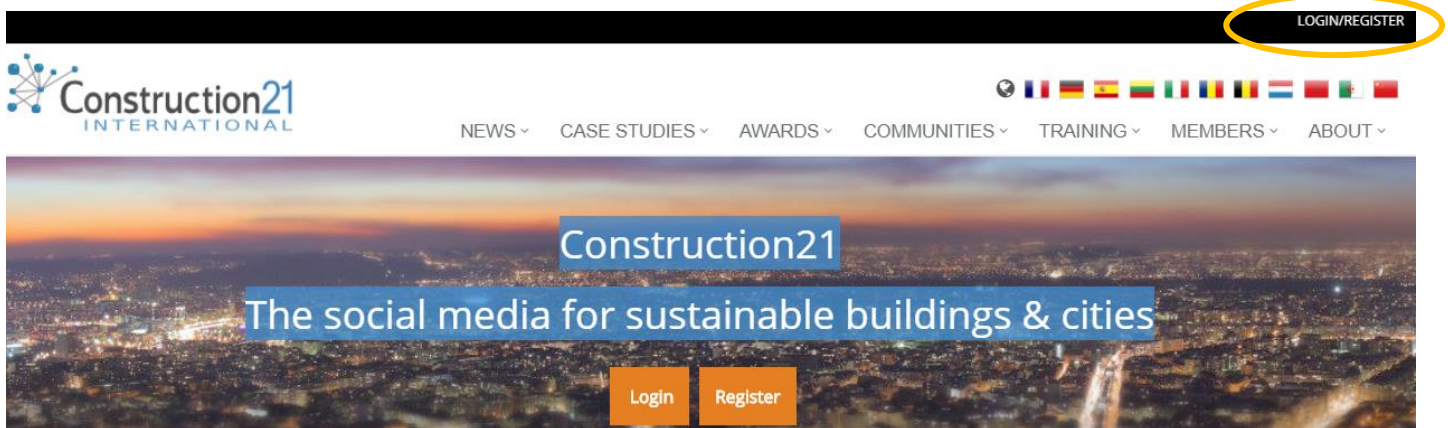 LOGIN/REGISTER
Construction21
INTERNATIONAL
NEWS CASE STUDIES AWARDS COMMUNITIES TRAINING MEMBERS ABOUT
Construction21
The social media for sustainable buildings & cities
Login Register